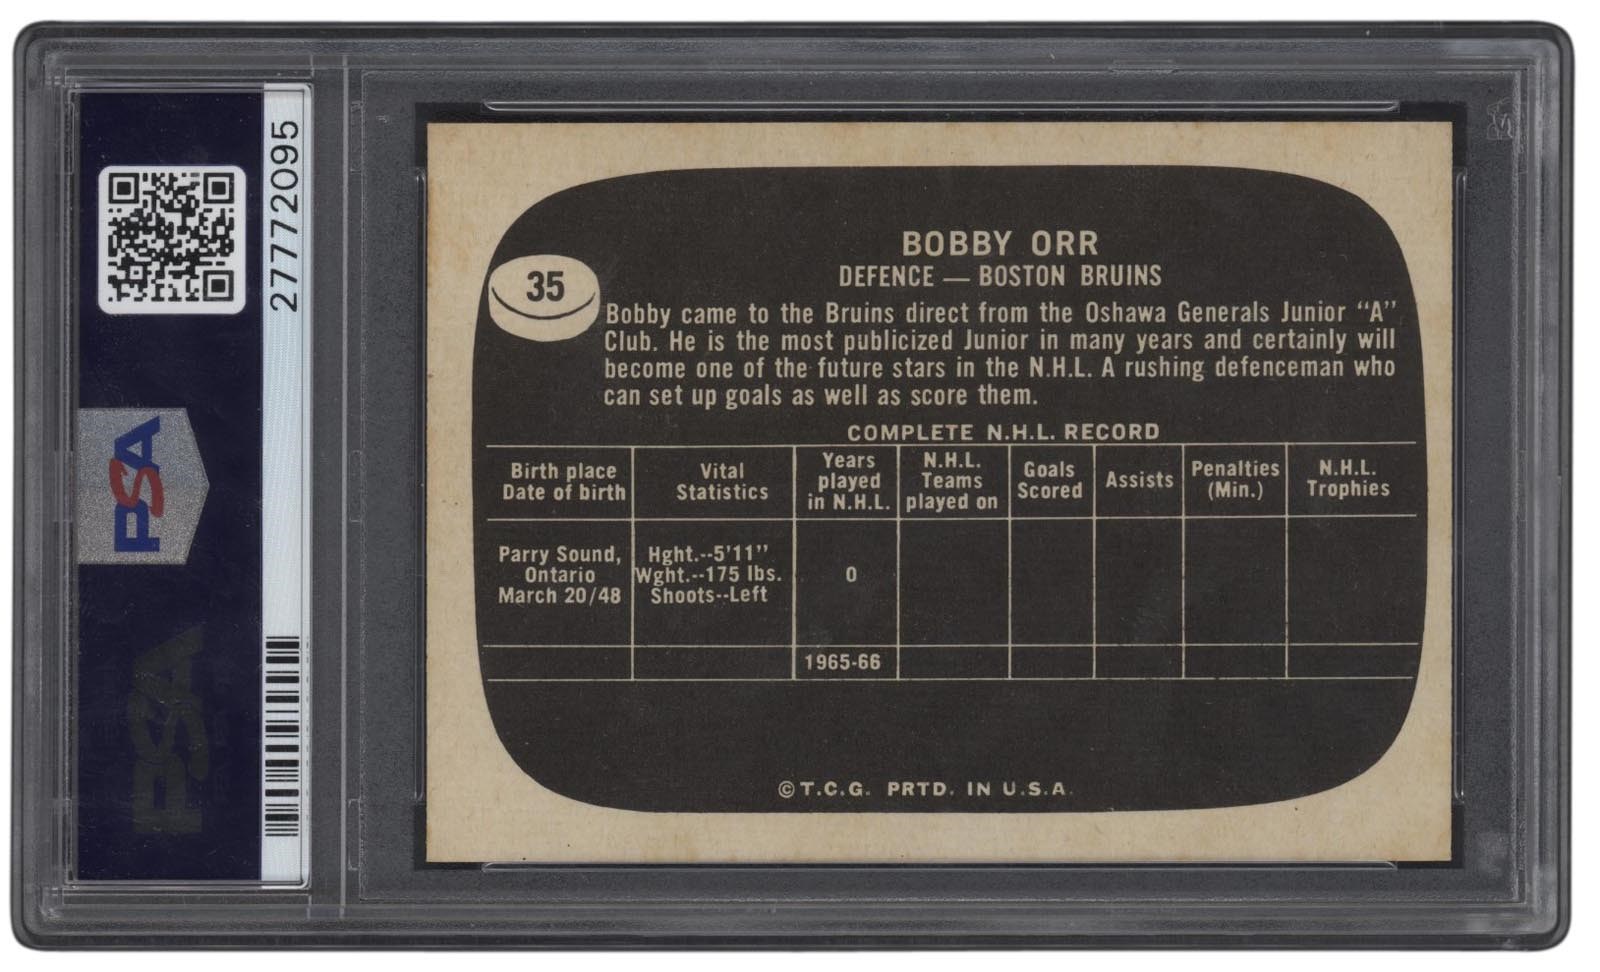 27772095
PSA
PSA
35
BOBBY ORR
DEFENCE — BOSTON BRUINS
Bobby came to the Bruins direct from the Oshawa Generals Junior “A”
Club. He is the most publicized Junior in many years and certainly will
become one of the future stars in the N.H.L. A rushing defenceman who
can set up goals as well as score them.
COMPLETE N.H.L. RECORD
Birth place
Date of birth
Vital
Statistics
Years
played
in N.H.L.
N.H.L.
Teams
played on
Goals
Scored
Assists
Penalties
(Min.)
N.H.L.
Trophies
Parry Sound,
Ontario
March 20/48
Hght.--5'11”
Wght.--175 lbs.
Shoots--Left
0
1965-66
© T.C.G. PRTD. IN U.S.A.